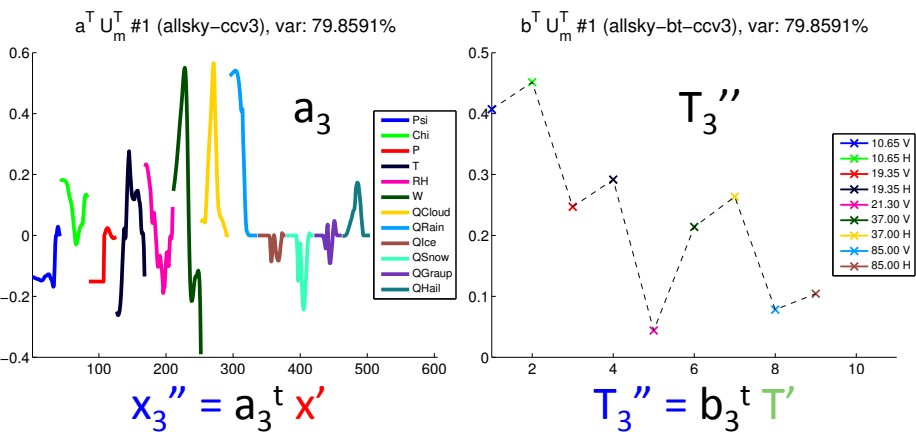 a^T U_m^T #1 (allsky−ccv3), var: 79.8591%
0.6
0.4
0.2
0
−0.2
−0.4
100 200 300 400 500 600
a₃
Psi
Chi
P
T
RH
W
QCloud
QRain
QIce
QSnow
QGraup
QHail
x₃″ = a₃ᵗ x’
b^T U_m^T #1 (allsky−bt−ccv3), var: 79.8591%
0.5
0.4
0.3
0.2
0.1
0
2 4 6 8 10
T₃″
10.65 V
10.65 H
19.35 V
19.35 H
21.30 V
37.00 V
37.00 H
85.00 V
85.00 H
T₃″ = b₃ᵗ T’